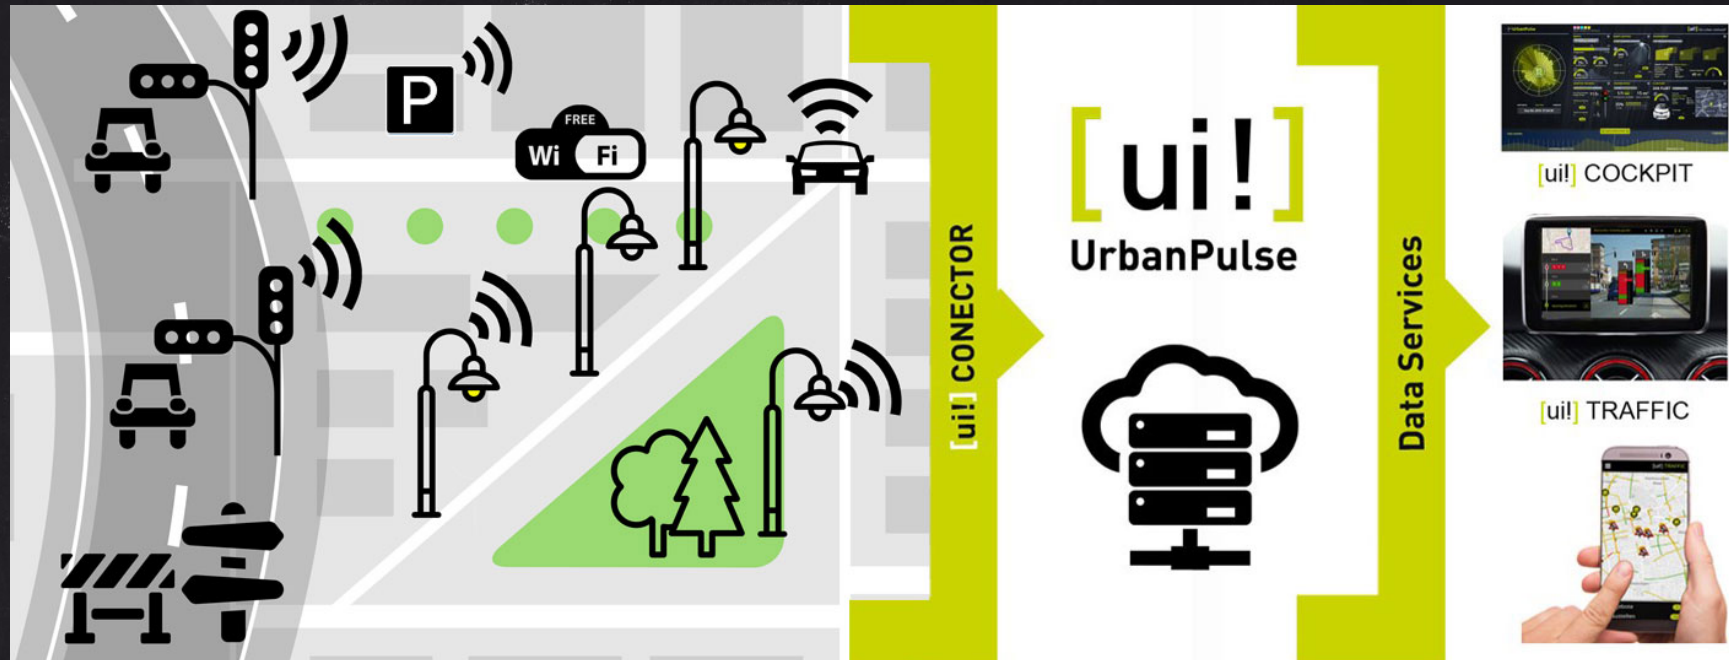 P
FREE
Wi Fi
[ui!] CONECTOR
[ui!]
UrbanPulse
Data Services
[ui!] COCKPIT
[ui!] TRAFFIC